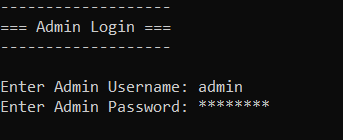 -------------------
=== Admin Login ===
-------------------
Enter Admin Username: admin
Enter Admin Password: ********